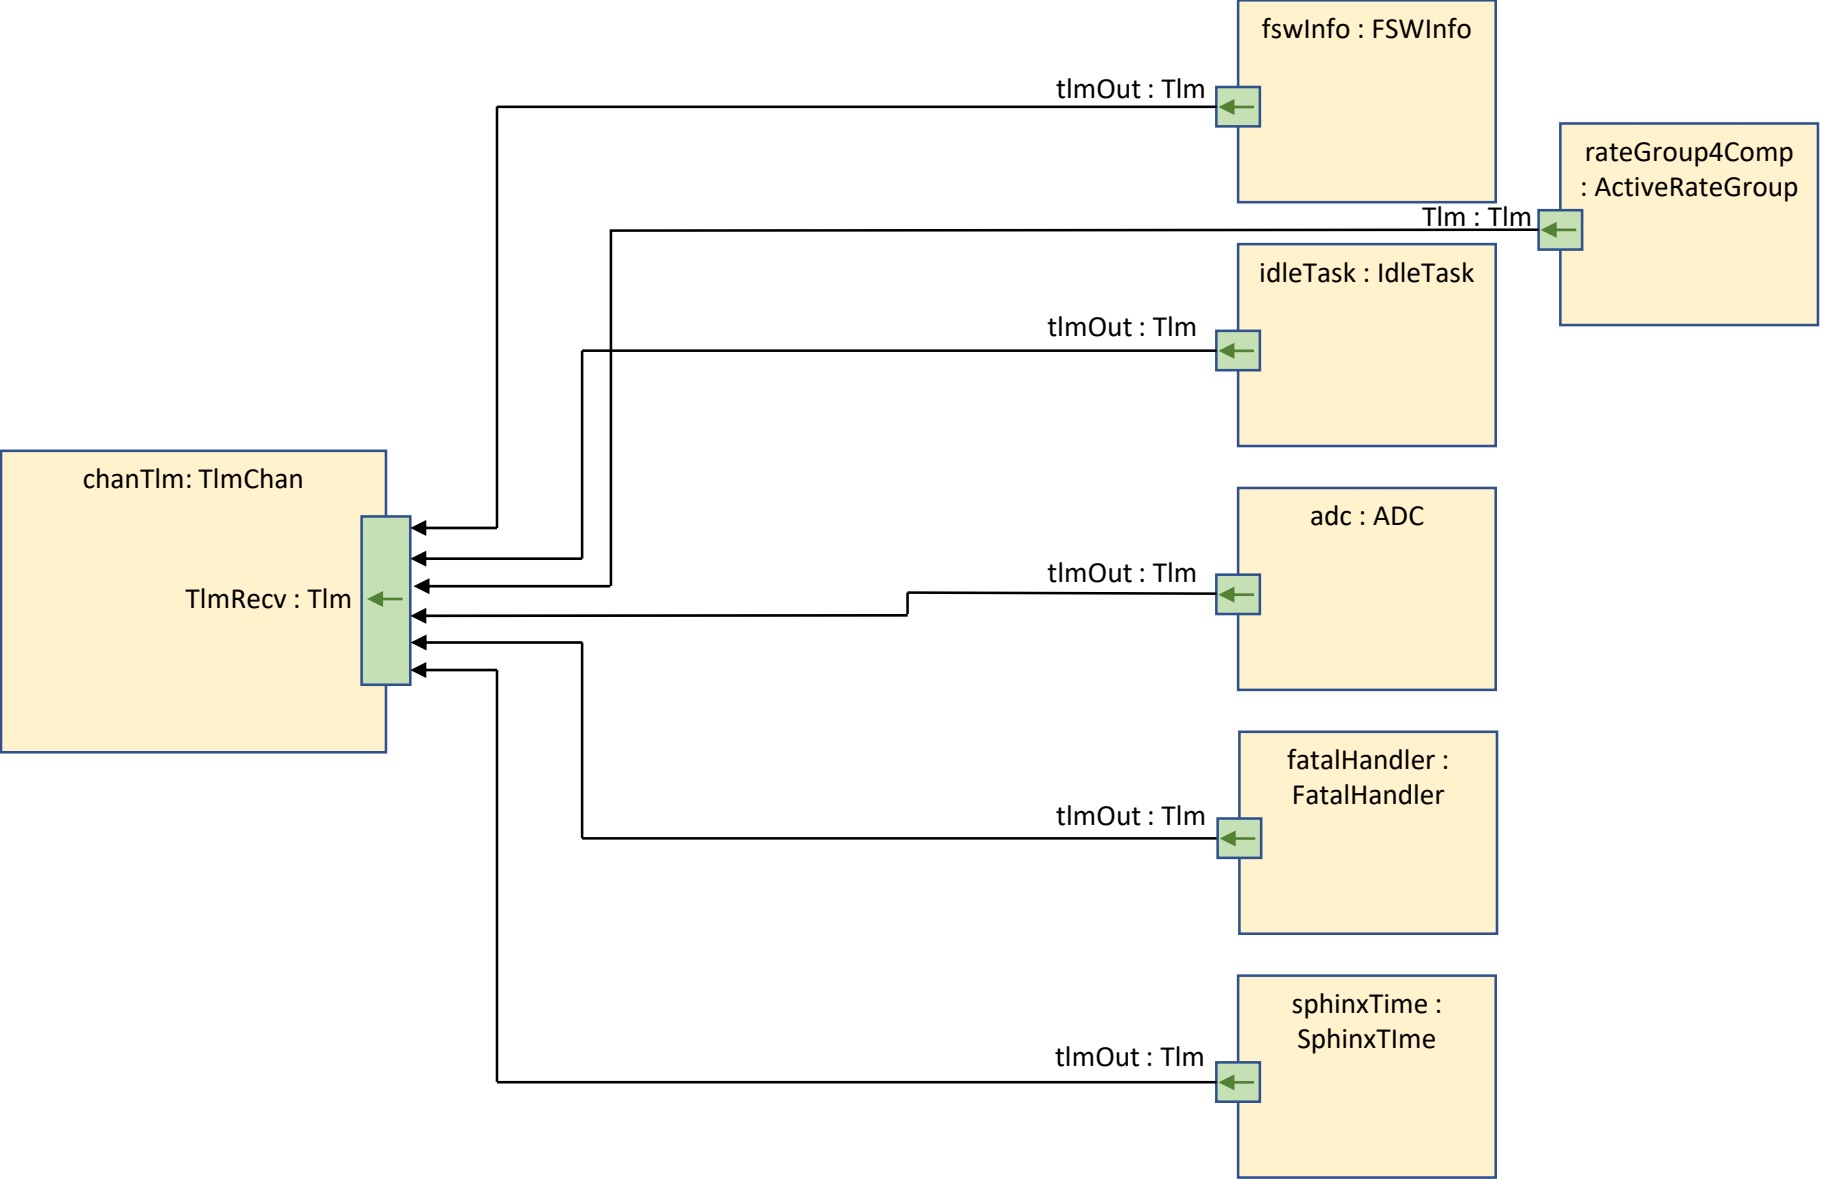 fswInfo : FSWInfo
tlmOut : Tlm
rateGroup4Comp
: ActiveRateGroup
Tlm : Tlm
idleTask : IdleTask
tlmOut : Tlm
chanTlm: TlmChan
TlmRecv : Tlm
adc : ADC
tlmOut : Tlm
fatalHandler :
FatalHandler
tlmOut : Tlm
sphinxTime :
SphinxTIme
tlmOut : Tlm